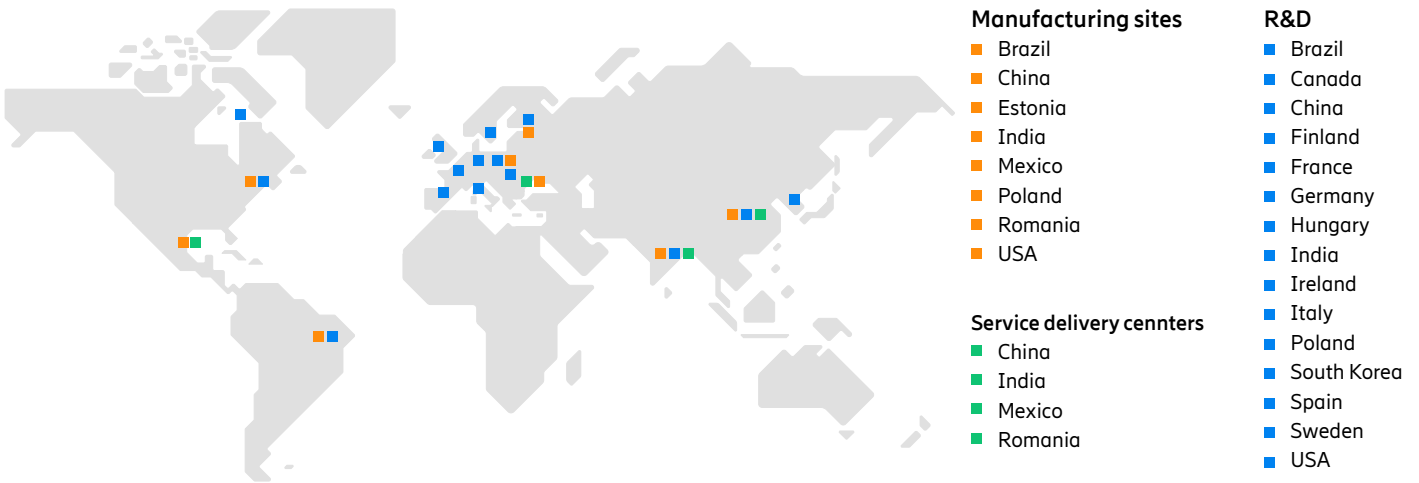 Manufacturing sites
Brazil
China
Estonia
India
Mexico
Poland
Romania
USA
Service delivery cennters
China
India
Mexico
Romania
R&D
Brazil
Canada
China
Finland
France
Germany
Hungary
India
Ireland
Italy
Poland
South Korea
Spain
Sweden
USA